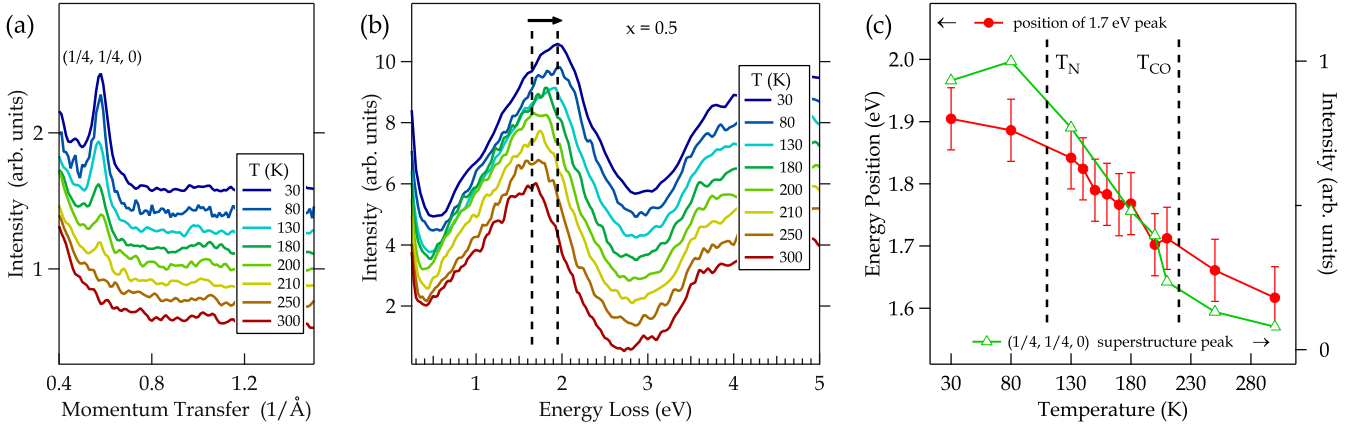 (a)
(1/4, 1/4, 0)
Intensity (arb. units)
2
1
T (K)
30
80
130
180
200
210
250
300
0.4
0.8
1.2
Momentum Transfer (1/Å)
(b)
x = 0.5
Intensity (arb. units)
10
8
6
4
2
T (K)
30
80
130
180
200
210
250
300
1
2
3
4
5
Energy Loss (eV)
(c)
← position of 1.7 eV peak
T_N
T_CO
Energy Position (eV)
2.0
1.9
1.8
1.7
1.6
1
0
Intensity (arb. units)
(1/4, 1/4, 0) superstructure peak →
30
80
130
180
230
280
Temperature (K)